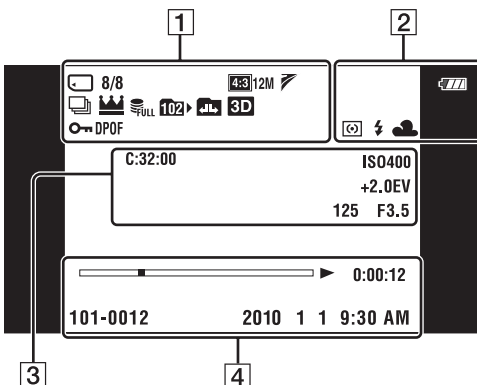 1
2
8/8
4:3 12M
FULL 102 3D
DPOF
C:32:00
ISO400
+2.0EV
125 F3.5
0:00:12
101-0012 2010 1 1 9:30 AM
3
4